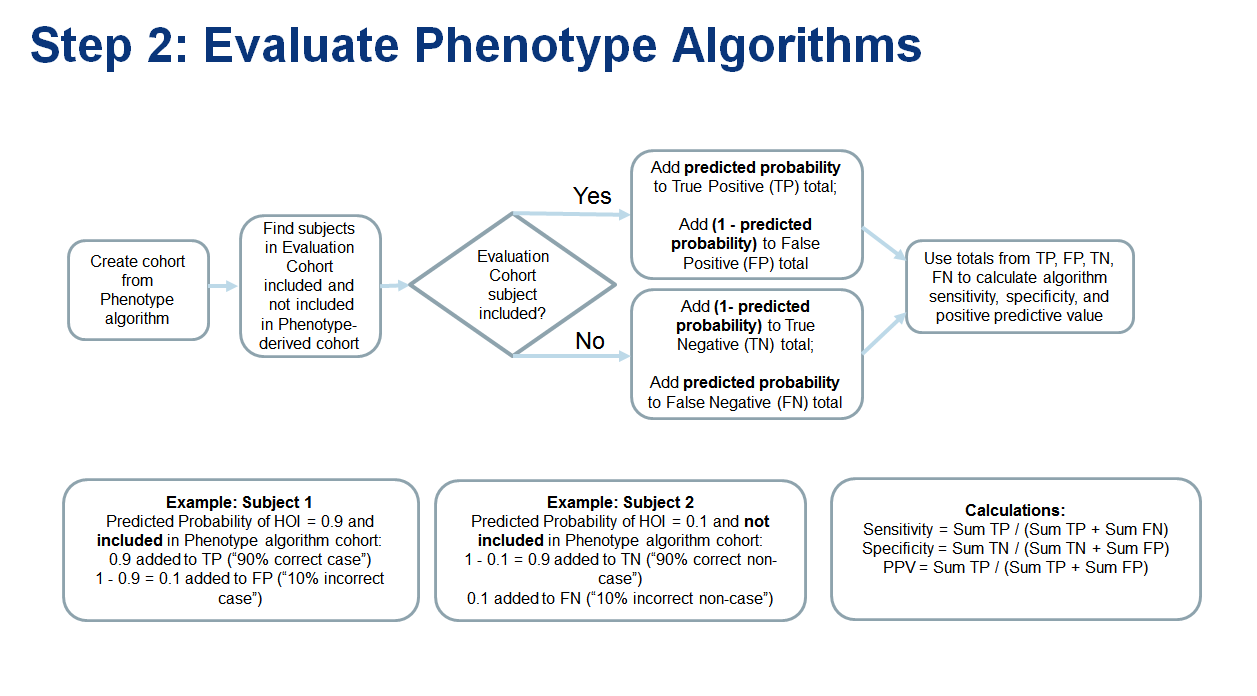 Step 2: Evaluate Phenotype Algorithms
Create cohort
from
Phenotype
algorithm
Find subjects
in Evaluation
Cohort
included and
not included
in Phenotype-
derived cohort
Evaluation
Cohort
subject
included?
Yes
No
Add predicted probability
to True Positive (TP) total;
Add (1 - predicted
probability) to False
Positive (FP) total
Add (1- predicted
probability) to True
Negative (TN) total;
Add predicted probability
to False Negative (FN) total
Use totals from TP, FP, TN,
FN to calculate algorithm
sensitivity, specificity, and
positive predictive value
Example: Subject 1
Predicted Probability of HOI = 0.9 and
included in Phenotype algorithm cohort:
0.9 added to TP (“90% correct case”)
1 - 0.9 = 0.1 added to FP (“10% incorrect
case”)
Example: Subject 2
Predicted Probability of HOI = 0.1 and not
included in Phenotype algorithm cohort:
1 - 0.1 = 0.9 added to TN (“90% correct non-
case”)
0.1 added to FN (“10% incorrect non-case”)
Calculations:
Sensitivity = Sum TP / (Sum TP + Sum FN)
Specificity = Sum TN / (Sum TN + Sum FP)
PPV = Sum TP / (Sum TP + Sum FP)